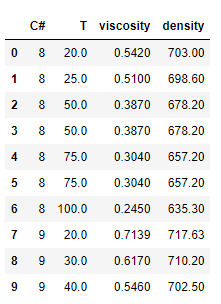 C# T viscosity density
0 8 20.0 0.5420 703.00
1 8 25.0 0.5100 698.60
2 8 50.0 0.3870 678.20
3 8 50.0 0.3870 678.20
4 8 75.0 0.3040 657.20
5 8 75.0 0.3040 657.20
6 8 100.0 0.2450 635.30
7 9 20.0 0.7139 717.63
8 9 30.0 0.6170 710.20
9 9 40.0 0.5460 702.50